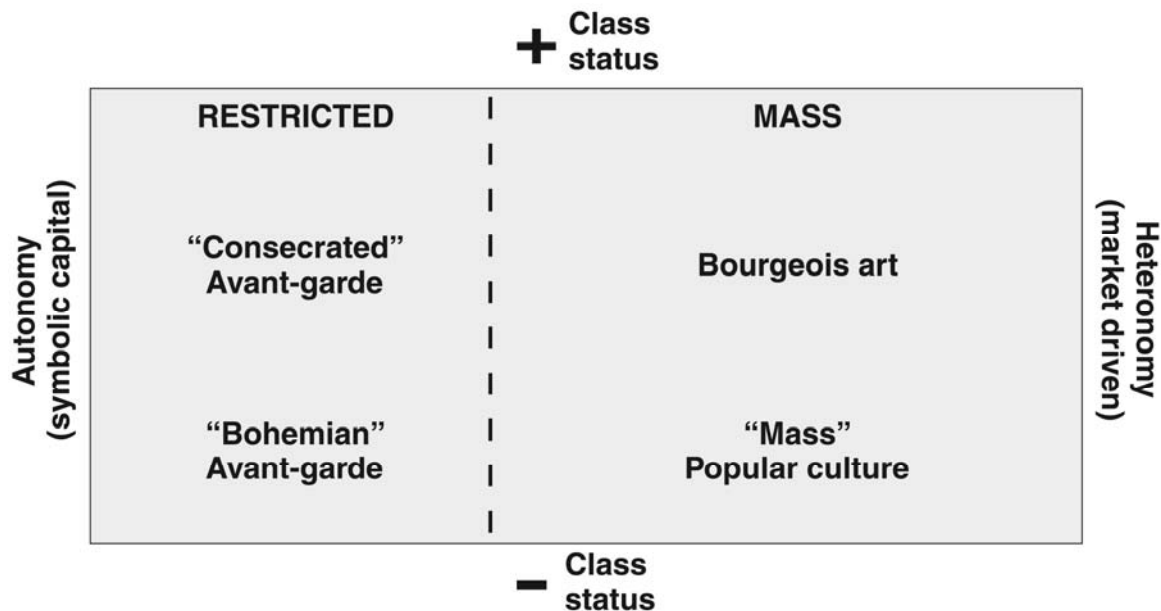 + Class
status
RESTRICTED
MASS
Autonomy
(symbolic capital)
“Consecrated”
Avant-garde
Bourgeois art
Heteronomy
(market driven)
“Bohemian”
Avant-garde
“Mass”
Popular culture
- Class
status